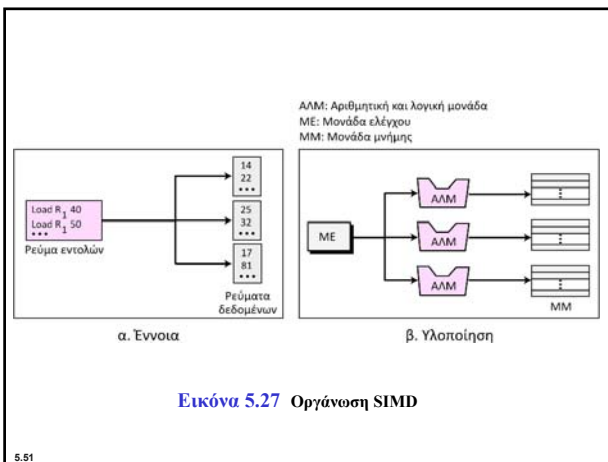 ΑΛΜ: Αριθμητική και λογική μονάδα
ΜΕ: Μονάδα ελέγχου
ΜΜ: Μονάδα μνήμης
Load R1 40
Load R1 50
•••
Ρεύμα εντολών
14
22
•••
25
32
•••
17
81
•••
Ρεύματα
δεδομένων
α. Έννοια
ΜΕ
ΑΛΜ
ΑΛΜ
ΑΛΜ
ΜΜ
β. Υλοποίηση
Εικόνα 5.27 Οργάνωση SIMD
5.51